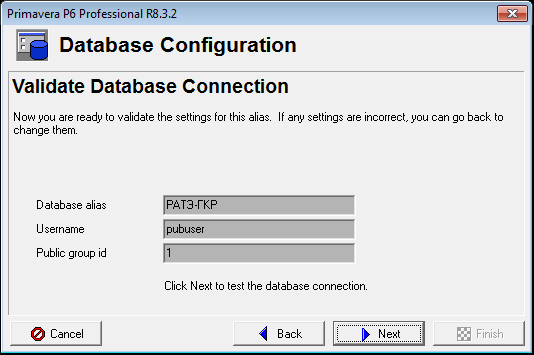 Primavera P6 Professional R8.3.2
Database Configuration
Validate Database Connection
Now you are ready to validate the settings for this alias.  If any settings are incorrect, you can go back to
change them.
Database alias РАТЭ-ГКР
Username pubuser
Public group id 1
Click Next to test the database connection.
Cancel Back Next Finish